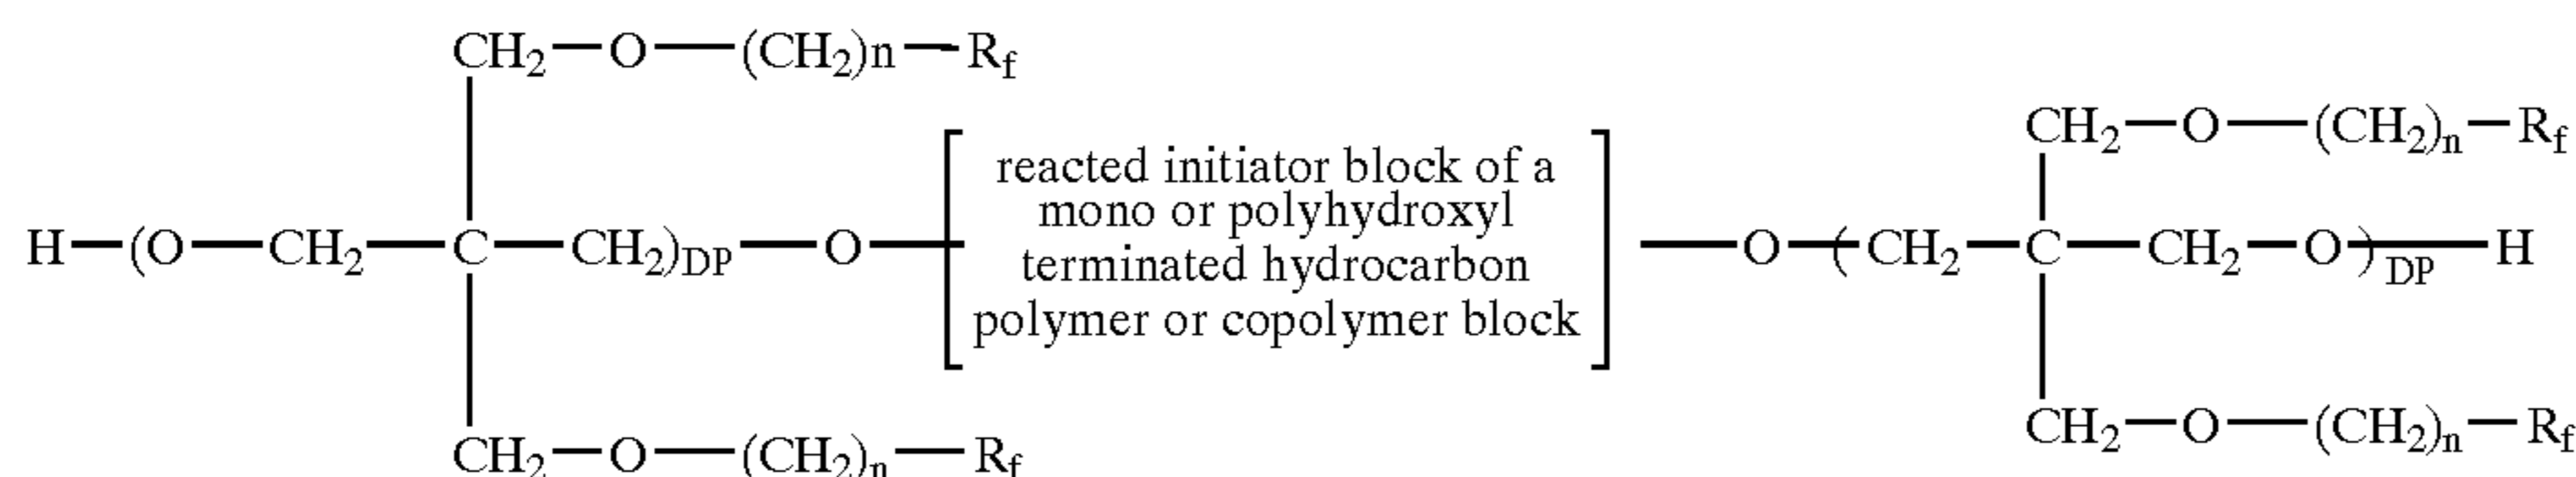 CH2—O—(CH2)n—Rf
CH2—O—(CH2)n—Rf
reacted initiator block of a
mono or polyhydroxyl
H—(O—CH2—C—CH2)DP—O—[ ]—O—(CH2—C—CH2—O)DP—H
terminated hydrocarbon
polymer or copolymer block
CH2—O—(CH2)n—Rf
CH2—O—(CH2)n—Rf